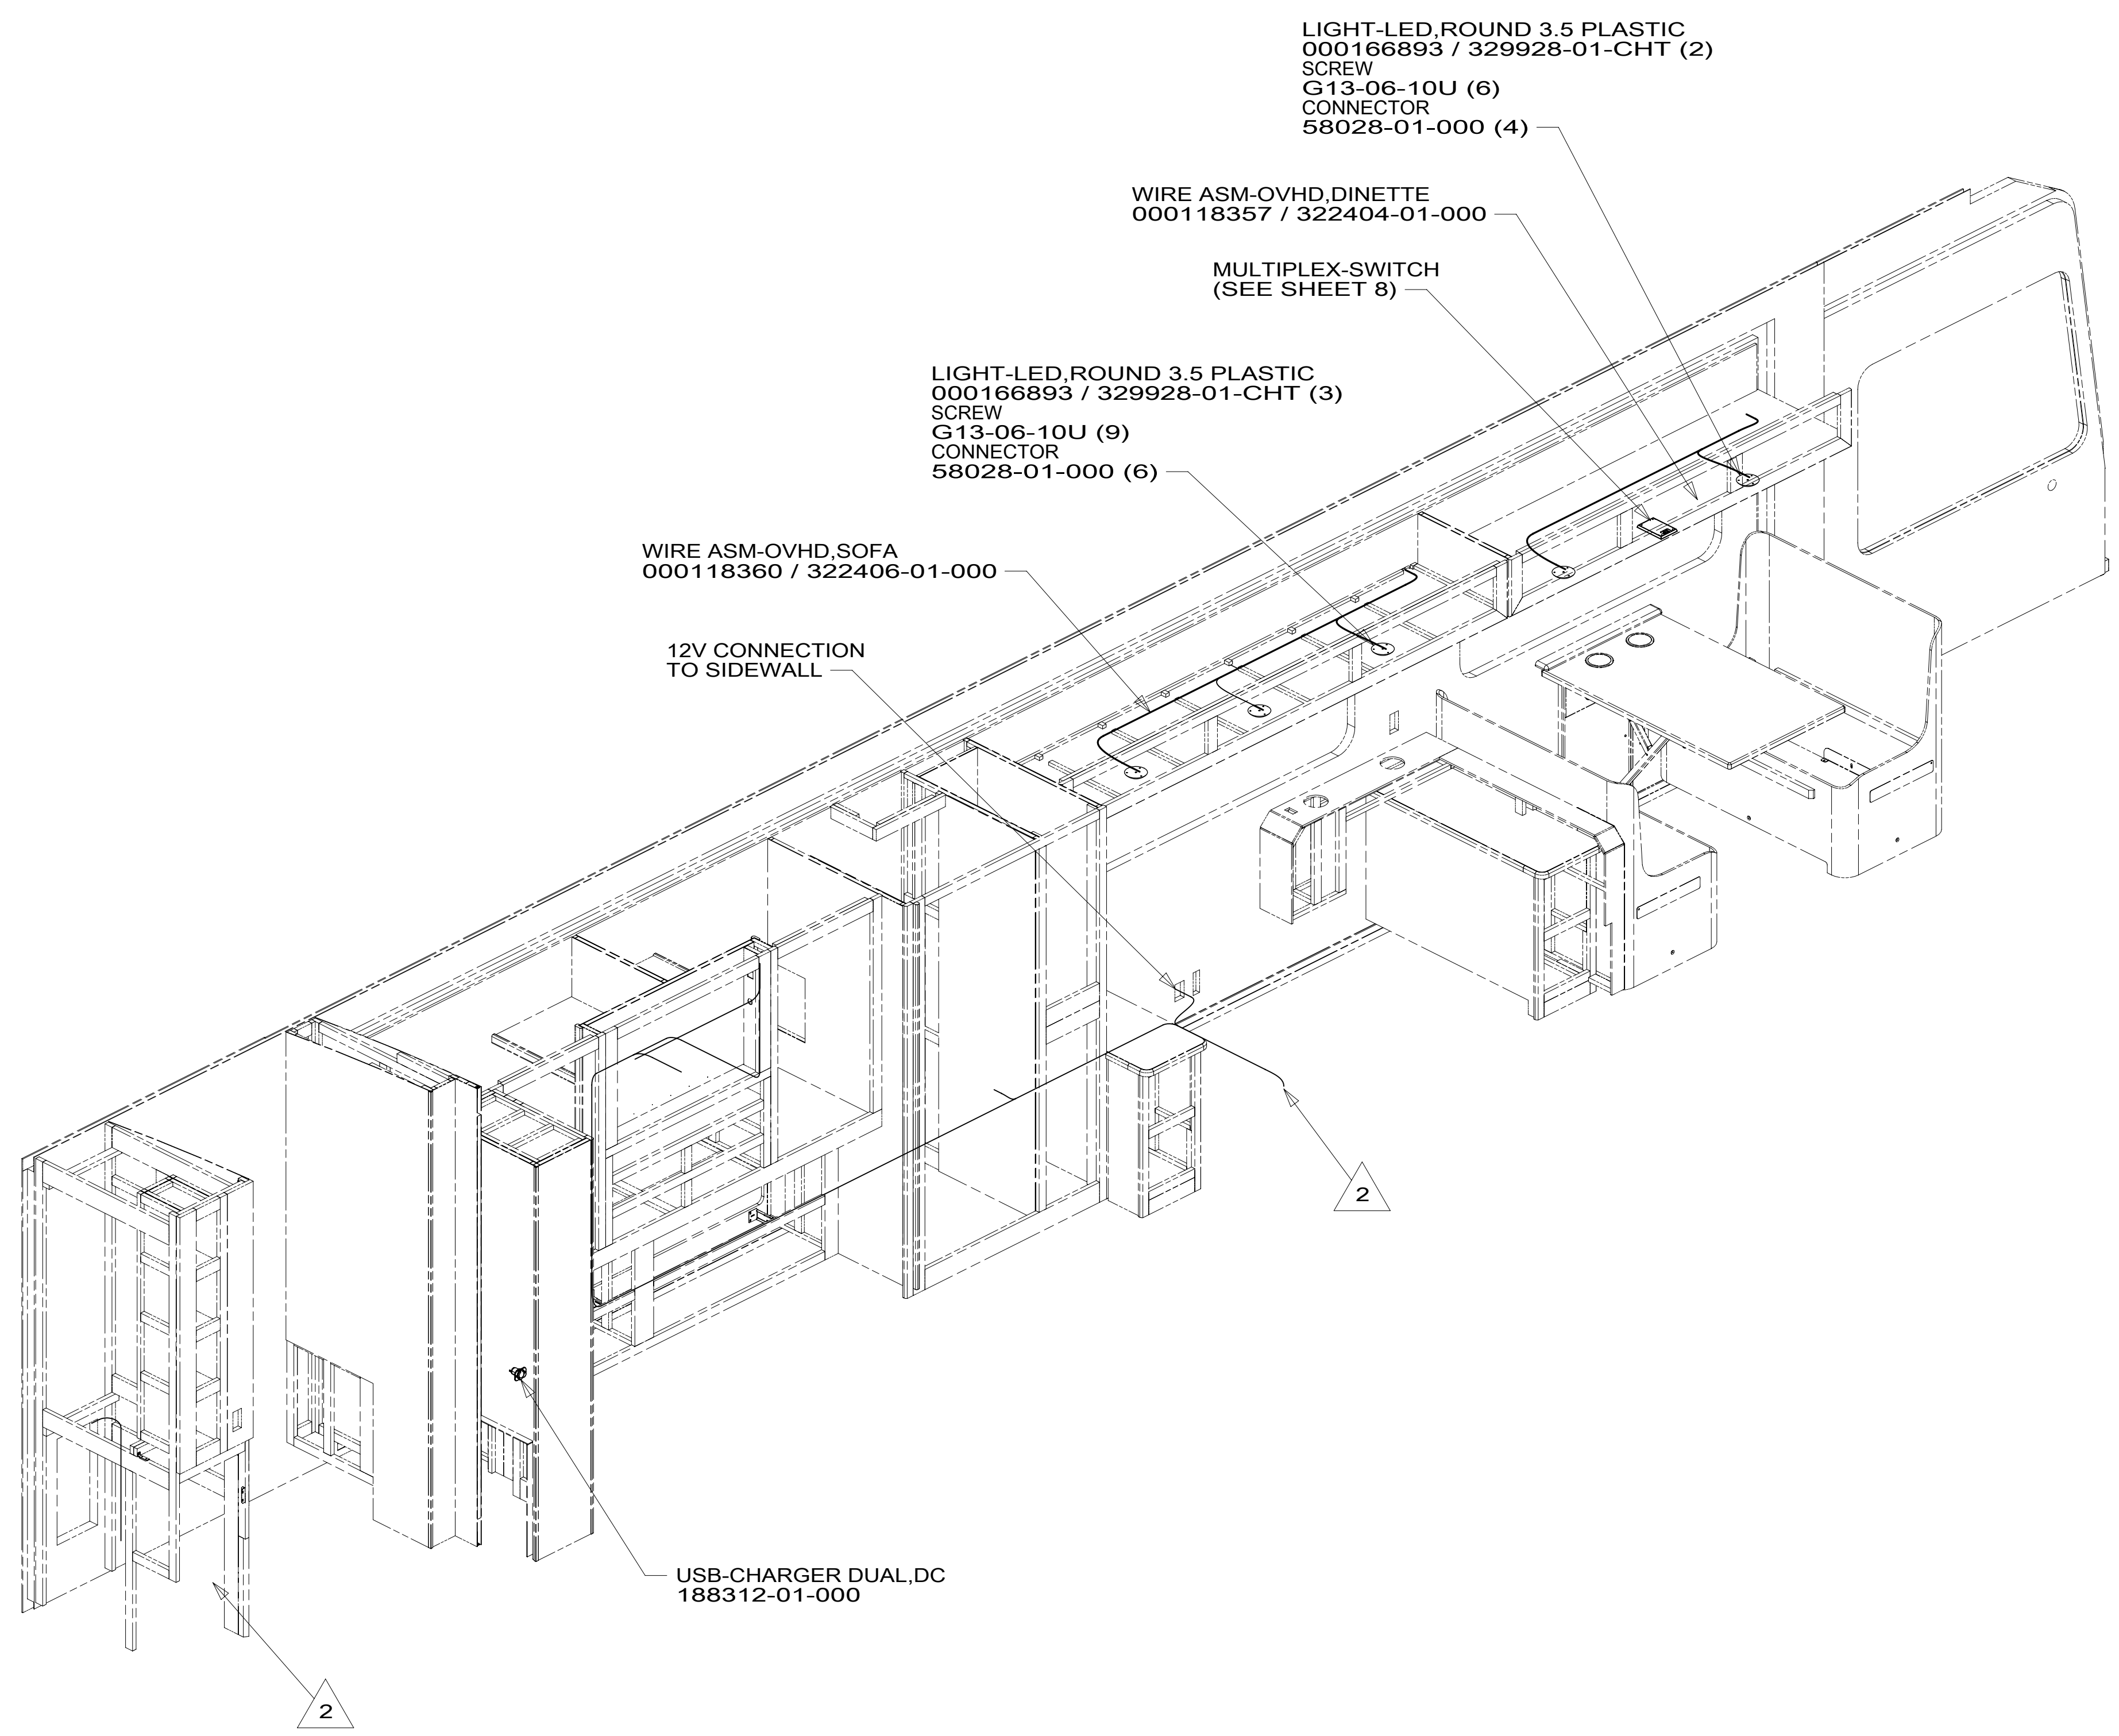 LIGHT-LED,ROUND 3.5 PLASTIC
000166893 / 329928-01-CHT (2)
SCREW
G13-06-10U (6)
CONNECTOR
58028-01-000 (4)
WIRE ASM-OVHD,DINETTE
000118357 / 322404-01-000
MULTIPLEX-SWITCH
(SEE SHEET 8)
LIGHT-LED,ROUND 3.5 PLASTIC
000166893 / 329928-01-CHT (3)
SCREW
G13-06-10U (9)
CONNECTOR
58028-01-000 (6)
WIRE ASM-OVHD,SOFA
000118360 / 322406-01-000
12V CONNECTION
TO SIDEWALL
2
USB-CHARGER DUAL,DC
188312-01-000
2